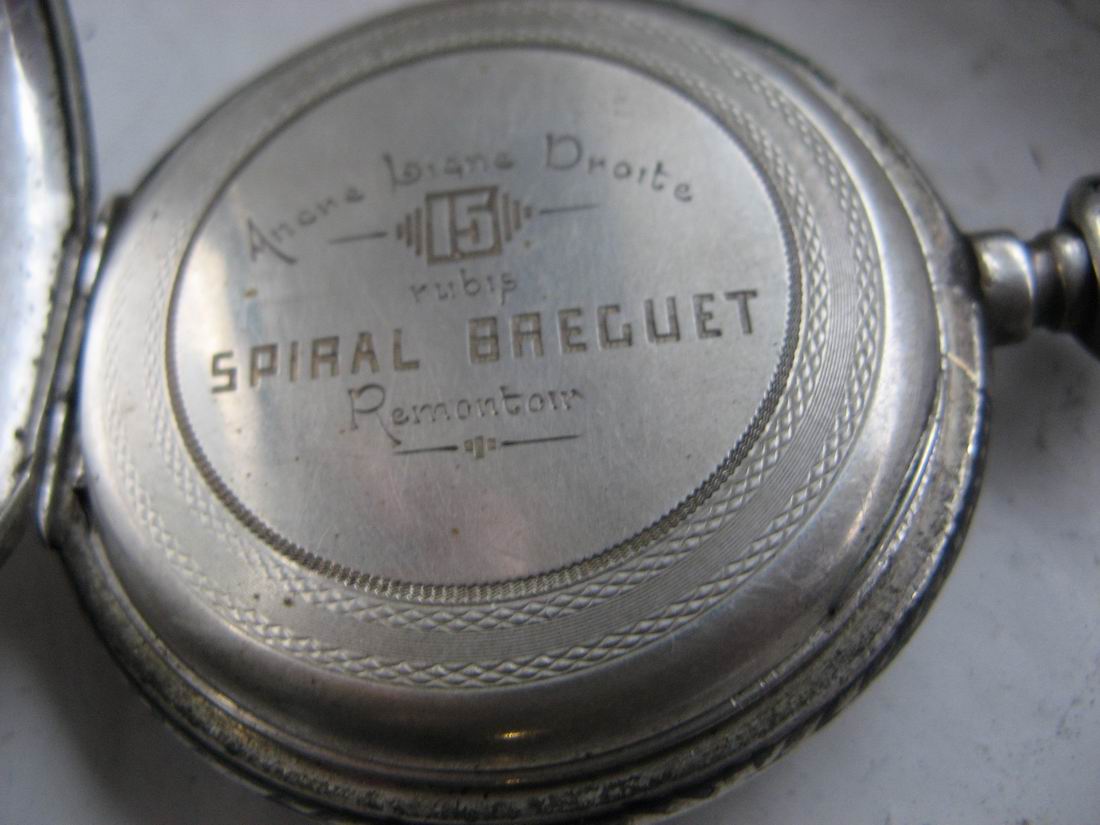 Ancre Ligne Droite
15
rubis
SPIRAL BREGUET
Remontoir